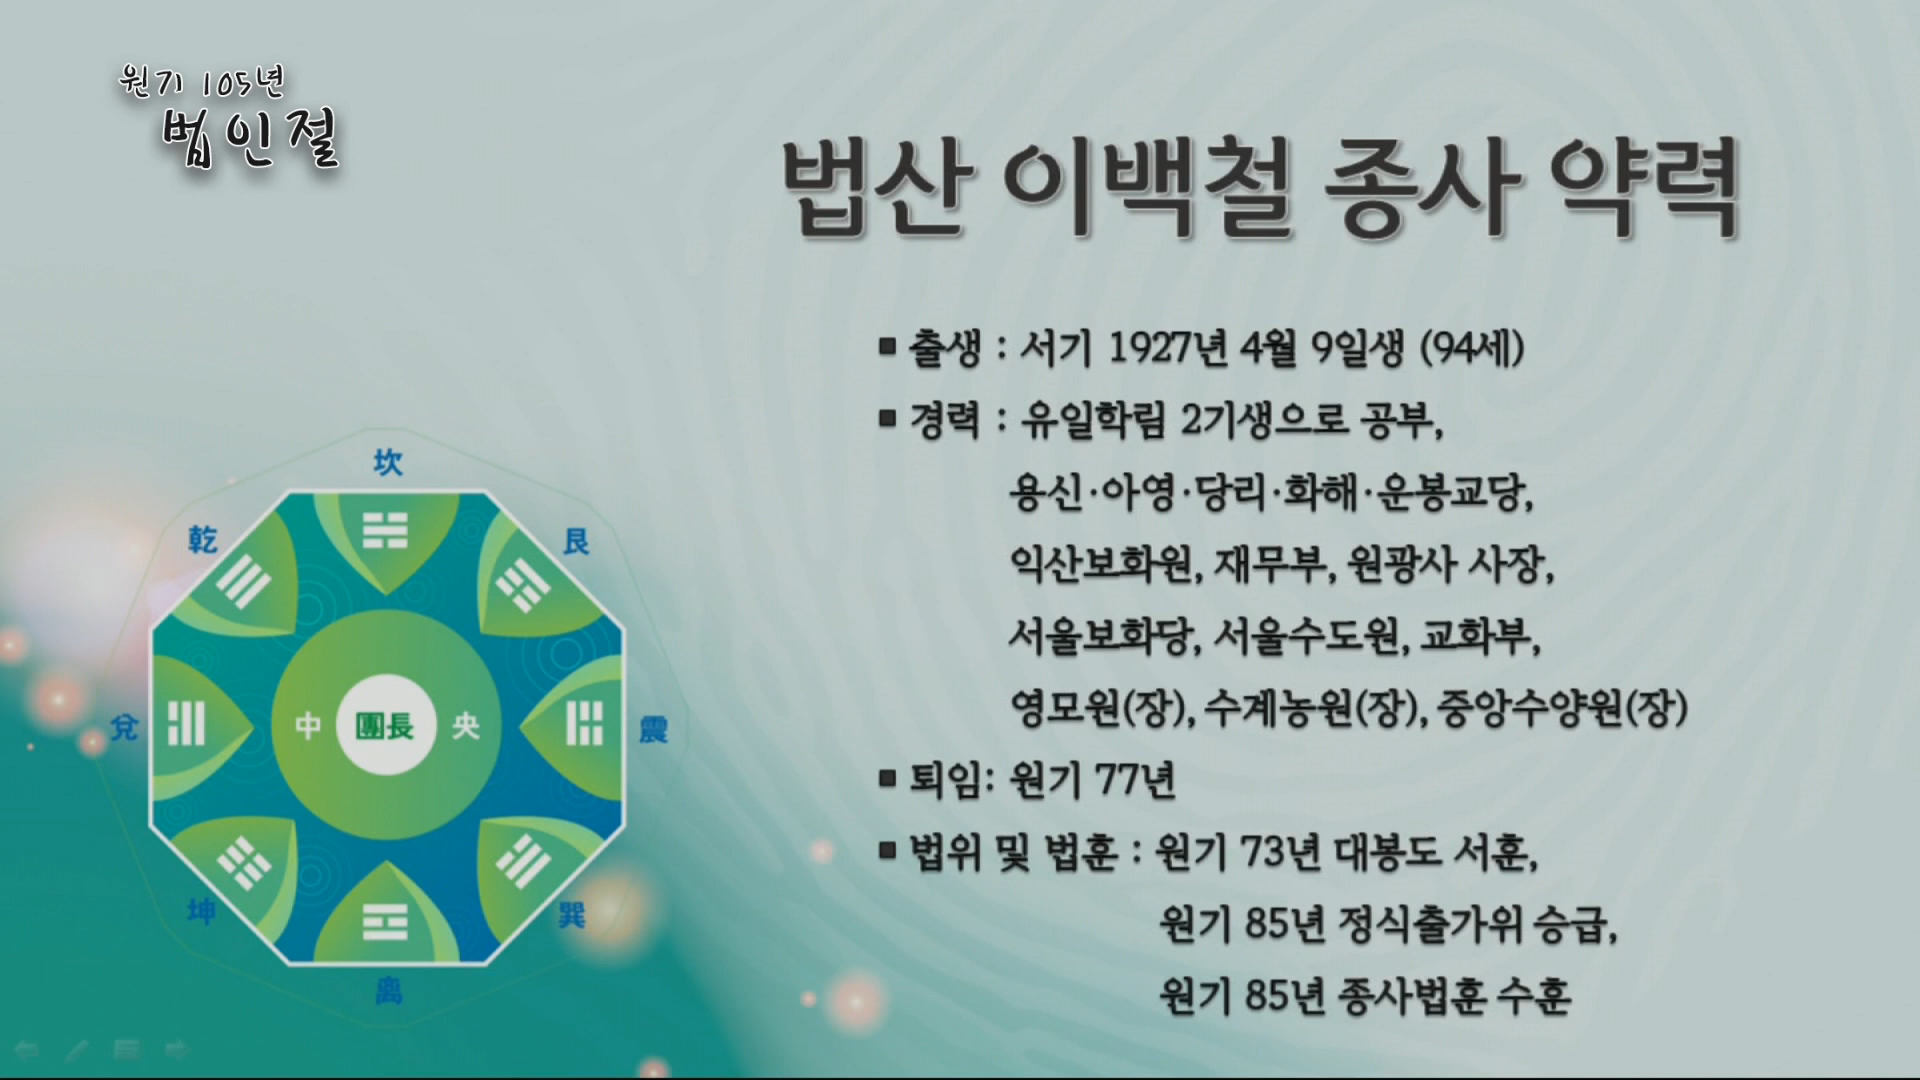 원기 105년
법인절
법산 이백철 종사 약력
▪ 출생 : 서기 1927년 4월 9일생 (94세)
▪ 경력 : 유일학림 2기생으로 공부,
용신·아영·당리·화해·운봉교당,
익산보화원, 재무부, 원광사 사장,
서울보화당, 서울수도원, 교화부,
영모원(장), 수계농원(장), 중앙수양원(장)
▪ 퇴임: 원기 77년
▪ 법위 및 법훈 : 원기 73년 대봉도 서훈,
원기 85년 정식출가위 승급,
원기 85년 종사법훈 수훈
坎
乾
艮
兌
中 團長 央
震
坤
巽
离